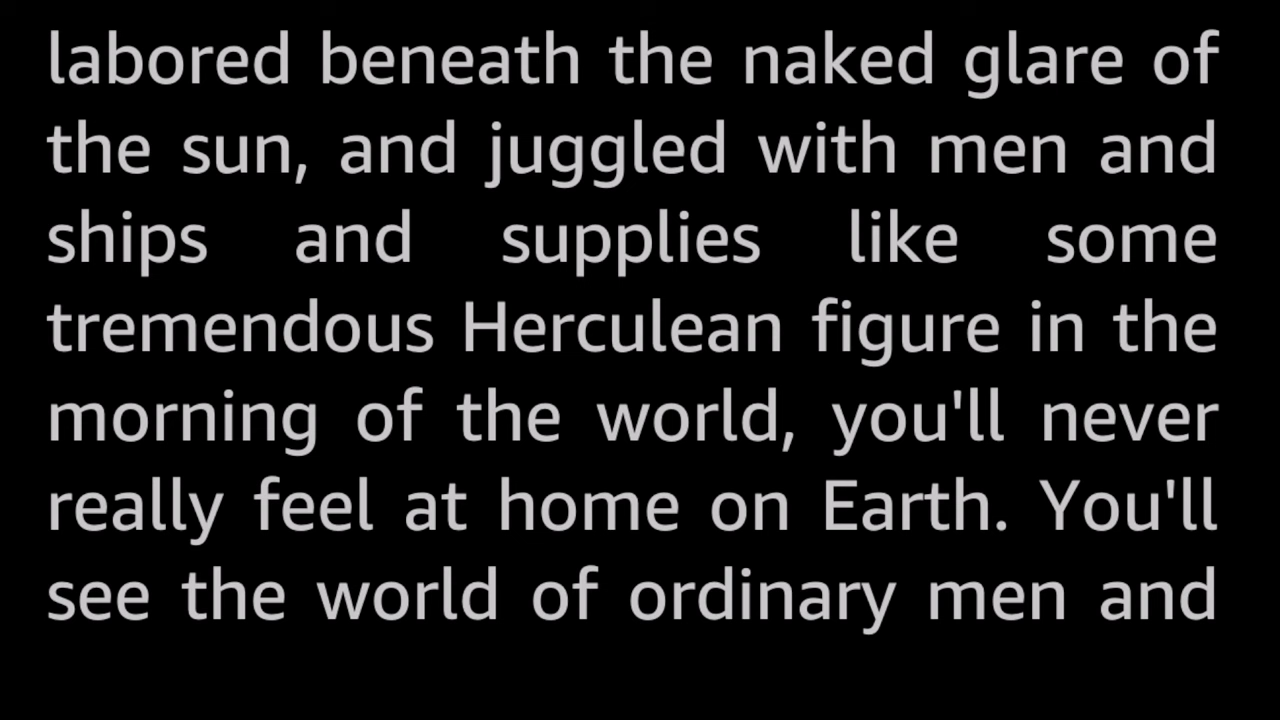 labored beneath the naked glare of
the sun, and juggled with men and
ships and supplies like some
tremendous Herculean figure in the
morning of the world, you'll never
really feel at home on Earth. You'll
see the world of ordinary men and